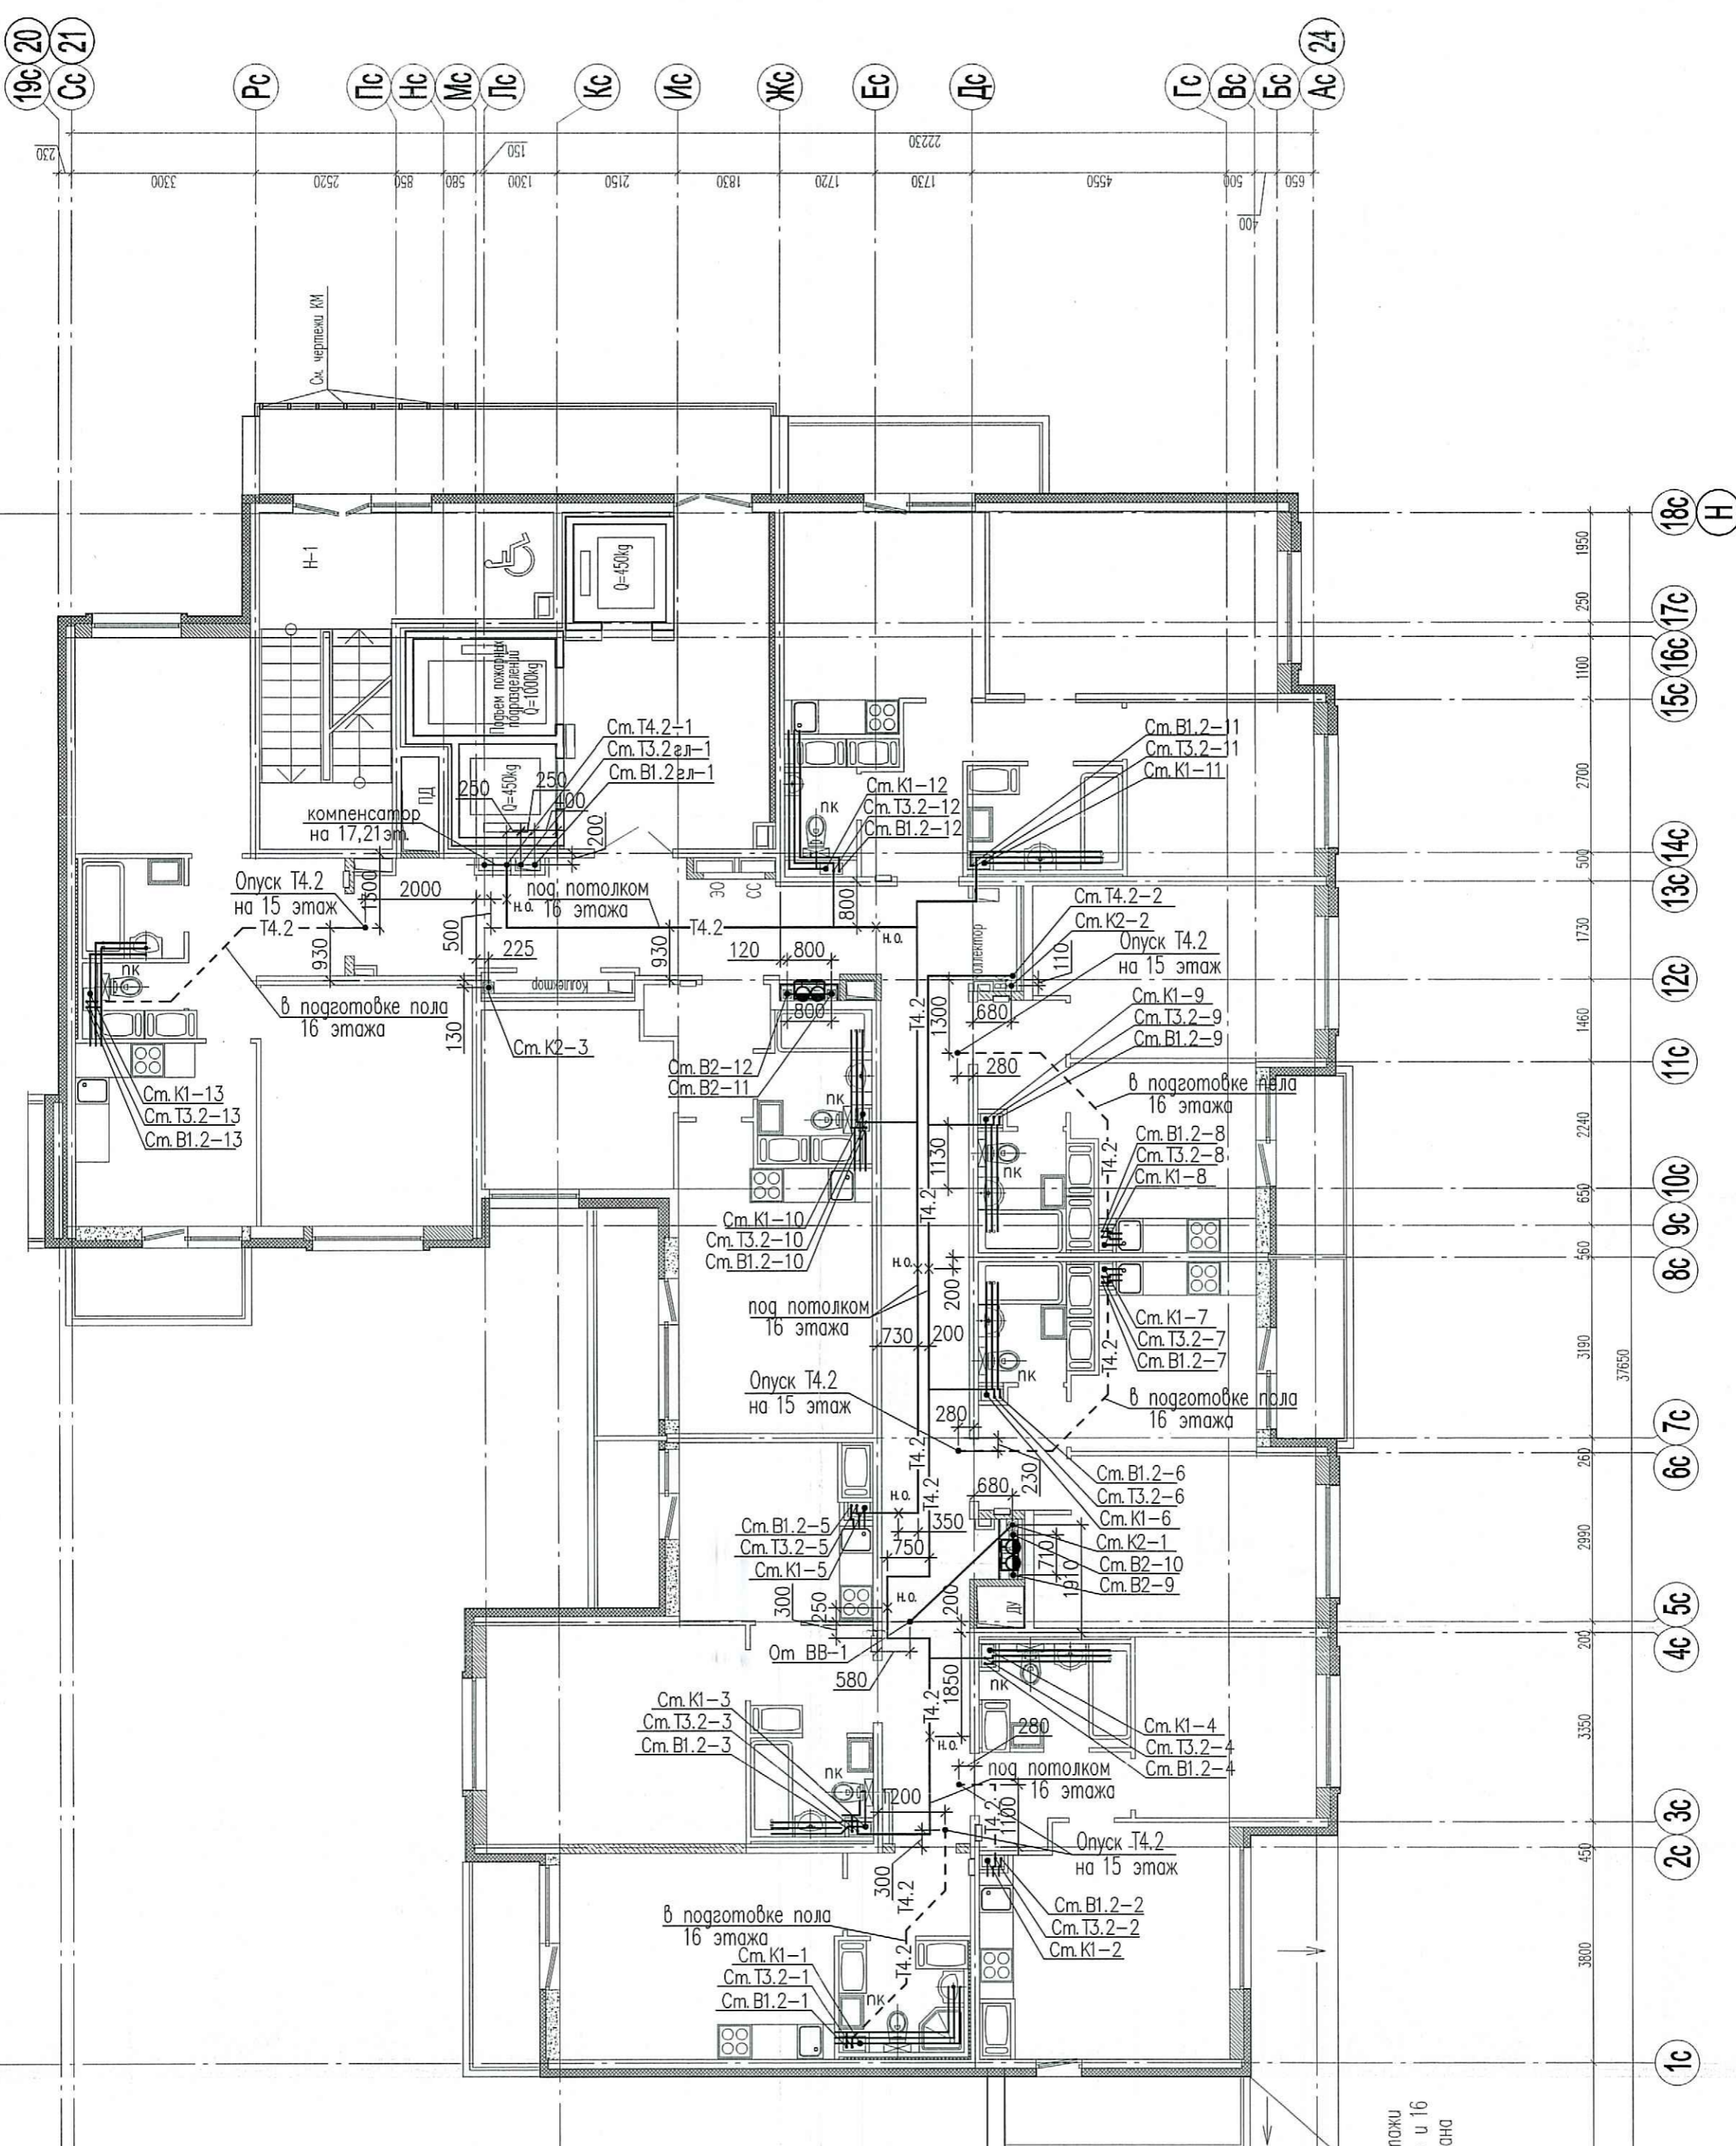 19с 20
Сс 21
Рс
Пс
Нс
Мс
Лс
Кс
Ис
Жс
Ес
Дс
Гс
Вс
Бс
Ас 24
230
22230
150
3300
2520
850
580
1300
2150
1830
1720
1730
4550
500
650
400
См. чертежи КМ
Н-1
Q=450kg
18с Н
1950
250
17с
16с
1100
15с
Подъем пожарных
подразделений
Q=1000kg
Ст. Т4.2-1
Ст. Т3.2гл-1
Ст. В1.2гл-1
Ст. В1.2-11
Ст. Т3.2-11
Ст. К1-11
2700
250
250
400
Q=450kg
ПД
пк
Ст. К1-12
Ст. Т3.2-12
Ст. В1.2-12
компенсатор
на 17,21эт.
200
14с
500
13с
Опуск Т4.2
на 15 этаж
1300
2000
н.о.
под потолком
16 этажа
ЭО
СС
800
Ст. Т4.2-2
Ст. К2-2
Т4.2
500
Т4.2
н.о.
Опуск Т4.2
на 15 этаж
1730
930
225
930
120
800
110
12с
пк
Коллектор
в подготовке пола
16 этажа
130
800
Т4.2
1300
680
Ст. К1-9
Ст. Т3.2-9
Ст. В1.2-9
1460
Ст. К2-3
Ст. В2-12
Ст. В2-11
280
11с
в подготовке пола
16 этажа
Ст. К1-13
Ст. Т3.2-13
Ст. В1.2-13
пк
1130
пк
Т4.2
Ст. В1.2-8
Ст. Т3.2-8
Ст. К1-8
2240
10с
Ст. К1-10
Ст. Т3.2-10
Ст. В1.2-10
Т4.2
650
9с
560
8с
н.о.
200
под потолком
16 этажа
730
200
Ст. К1-7
Ст. Т3.2-7
Ст. В1.2-7
3190
37650
пк
Т4.2
Опуск Т4.2
на 15 этаж
280
в подготовке пола
16 этажа
7с
260
6с
Т4.2
Т4.2
230
680
Ст. В1.2-6
Ст. Т3.2-6
Ст. К1-6
Ст. К2-1
Ст. В2-10
Ст. В2-9
н.о.
350
Ст. В1.2-5
Ст. Т3.2-5
Ст. К1-5
750
710
1910
2990
300
250
н.о.
200
ДУ
5с
200
4с
От ВВ-1
580
1850
Т4.2
пк
Ст. К1-3
Ст. Т3.2-3
Ст. В1.2-3
н.о.
280
Ст. К1-4
Ст. Т3.2-4
Ст. В1.2-4
3350
пк
под потолком
16 этажа
1200
Т4.2
1100
3с
Опуск Т4.2
на 15 этаж
450
2с
300
Т4.2
Ст. В1.2-2
Ст. Т3.2-2
Ст. К1-2
в подготовке пола
16 этажа
Ст. К1-1
Ст. Т3.2-1
Ст. В1.2-1
Т4.2
пк
3800
1с
и 16